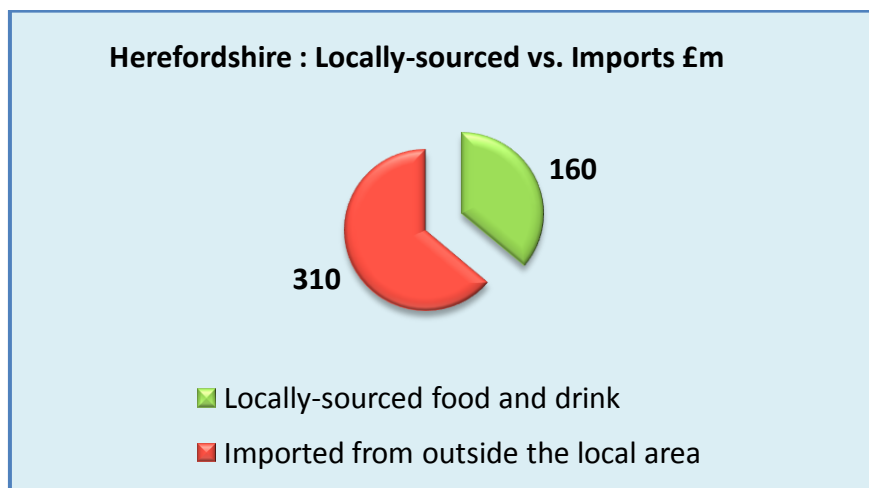 Herefordshire : Locally-sourced vs. Imports £m
160
310
Locally-sourced food and drink
Imported from outside the local area